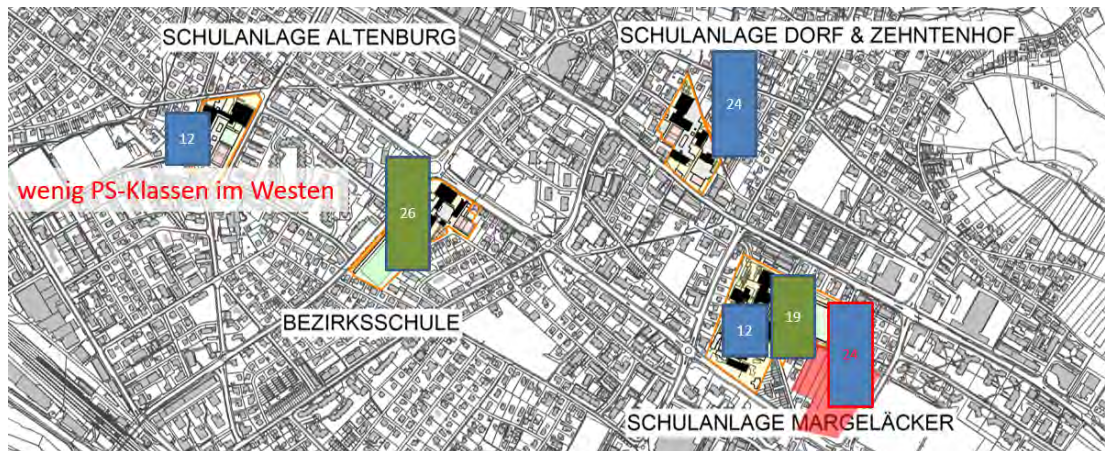 SCHULANLAGE ALTENBURG
SCHULANLAGE DORF & ZEHNTENHOF
24
12
wenig PS-Klassen im Westen
26
BEZIRKSSCHULE
12
19
24
SCHULANLAGE MARGELÄCKER